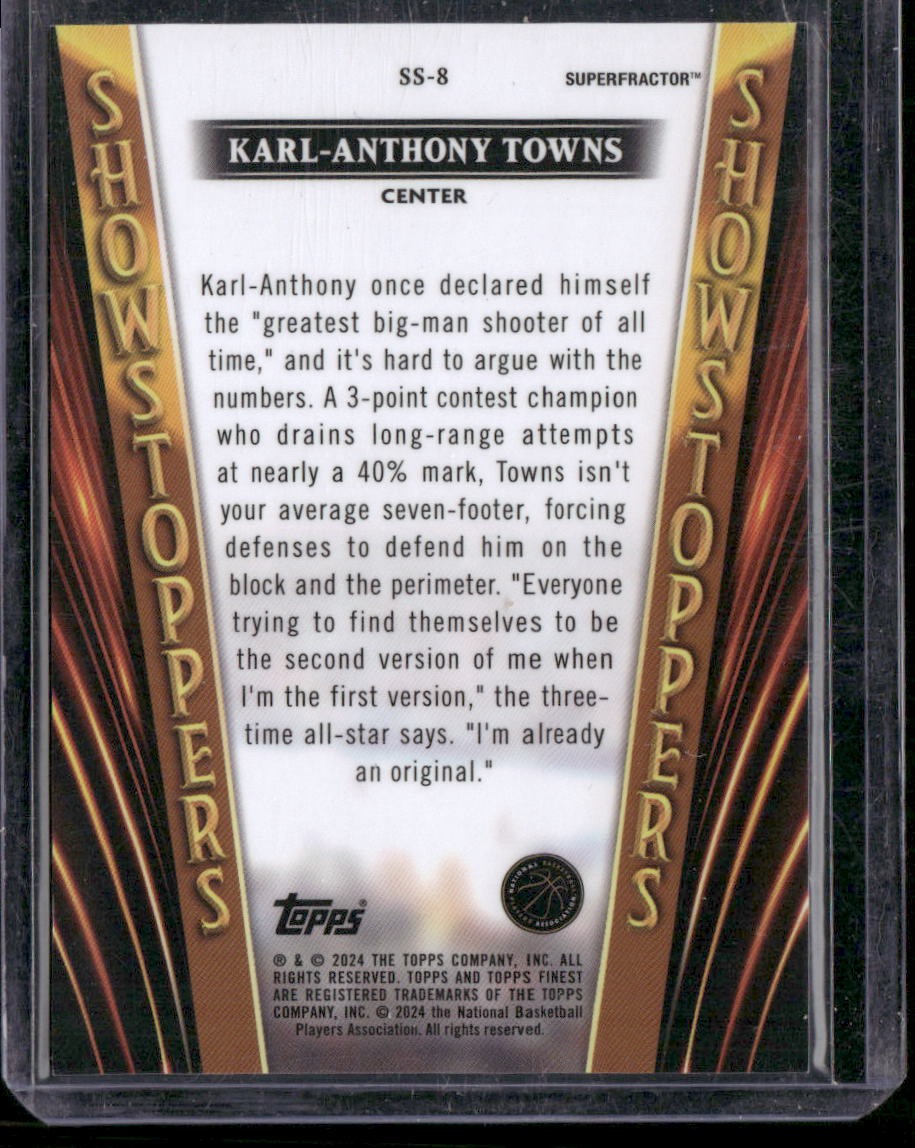 SS-8
SUPERFRACTOR™
KARL-ANTHONY TOWNS
CENTER
SHOWSTOPPERS
SHOWSTOPPERS
Karl-Anthony once declared himself
the "greatest big-man shooter of all
time," and it's hard to argue with the
numbers. A 3-point contest champion
who drains long-range attempts
at nearly a 40% mark, Towns isn't
your average seven-footer, forcing
defenses to defend him on the
block and the perimeter. "Everyone
trying to find themselves to be
the second version of me when
I'm the first version," the three-
time all-star says. "I'm already
an original."
topps®
NATIONAL BASKETBALL
PLAYERS ASSOCIATION
® & © 2024 THE TOPPS COMPANY, INC. ALL
RIGHTS RESERVED. TOPPS AND TOPPS FINEST
ARE REGISTERED TRADEMARKS OF THE TOPPS
COMPANY, INC. © 2024 the National Basketball
Players Association. All rights reserved.